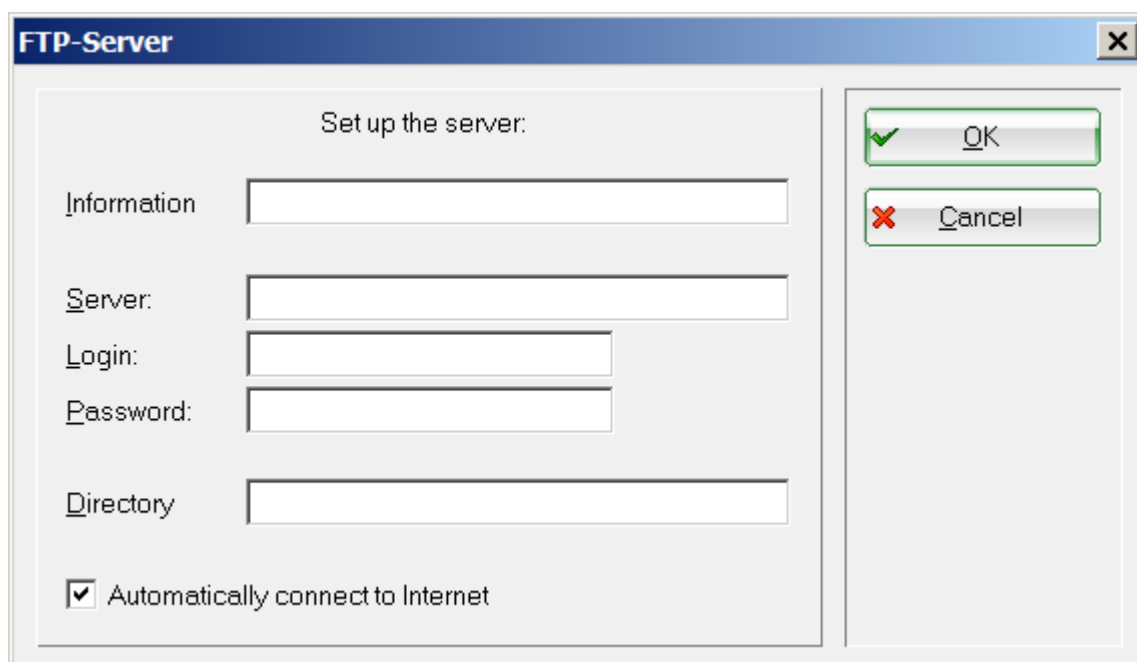 FTP-Server
Set up the server:
Information
Server:
Login:
Password:
Directory
Automatically connect to Internet
OK
Cancel